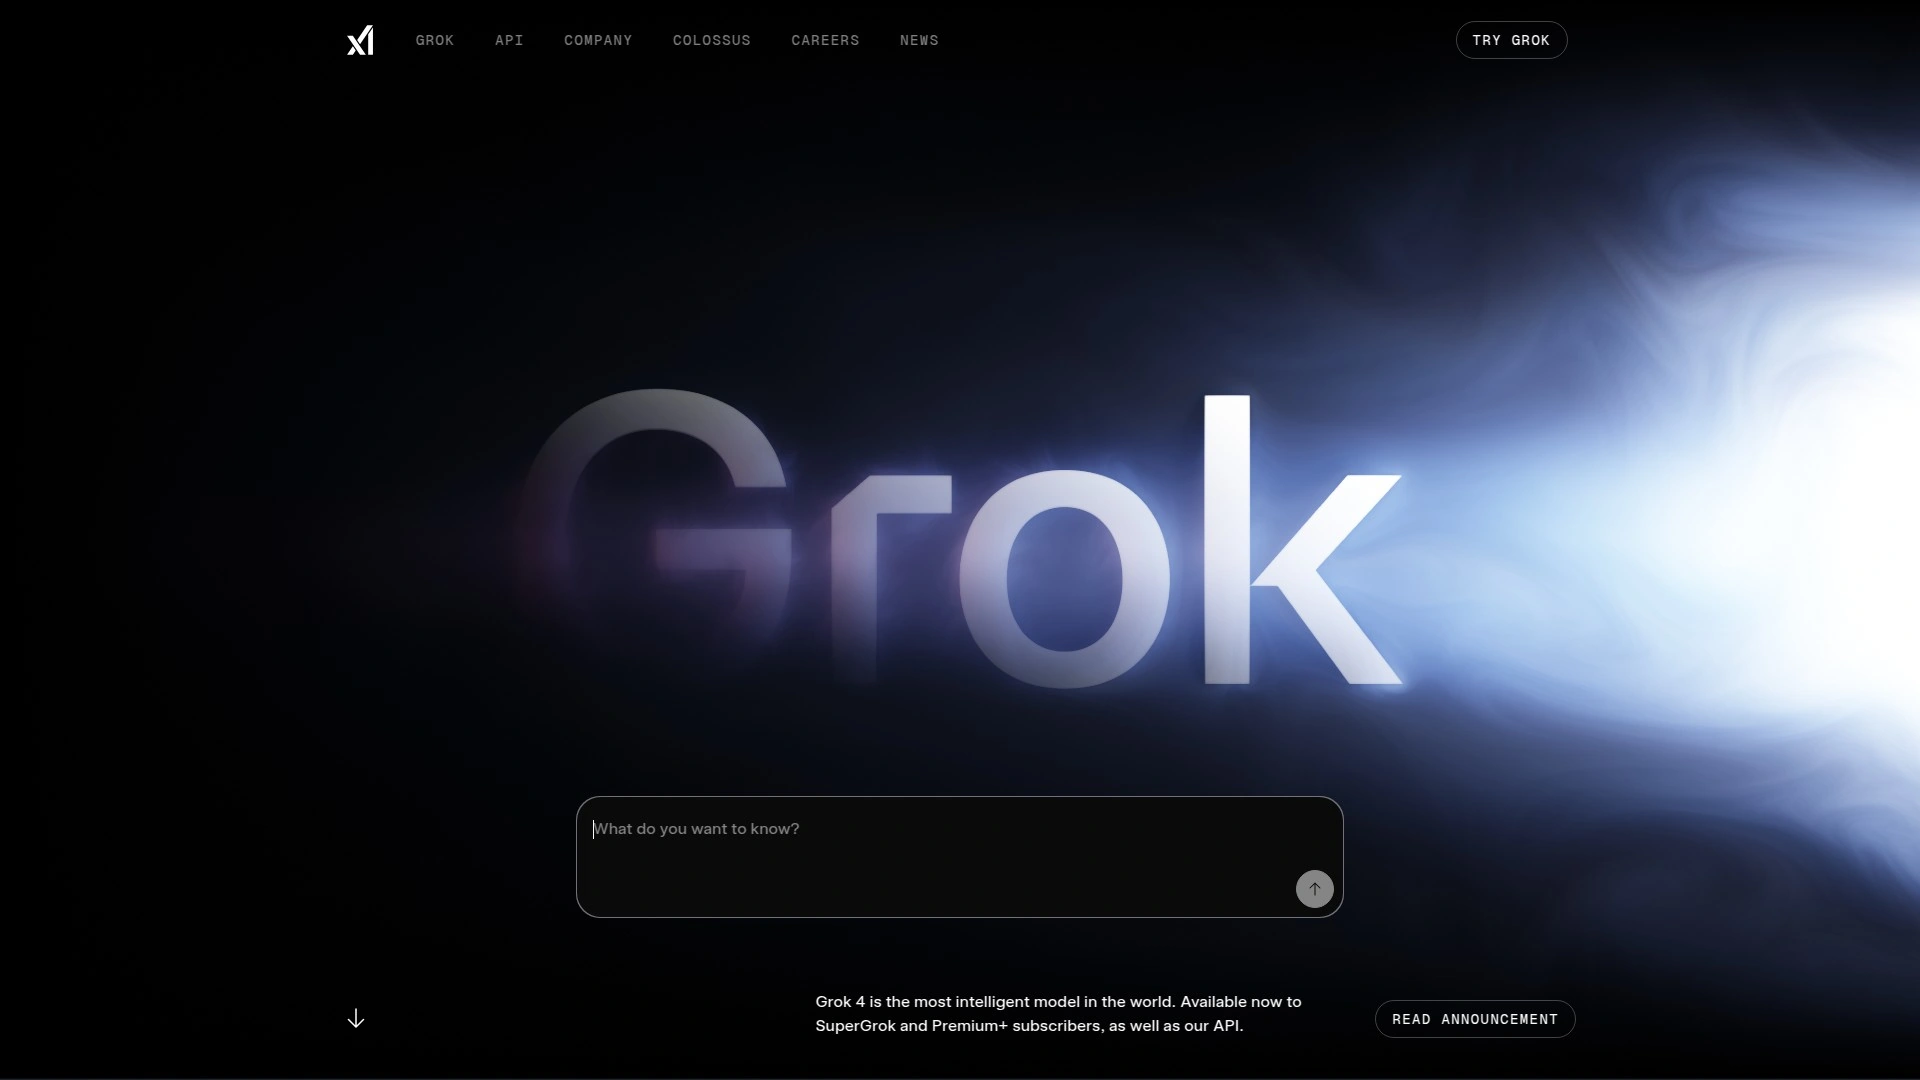 xI
GROK
API
COMPANY
COLOSSUS
CAREERS
NEWS
TRY GROK
Grok
What do you want to know?
Grok 4 is the most intelligent model in the world. Available now to
SuperGrok and Premium+ subscribers, as well as our API.
READ ANNOUNCEMENT